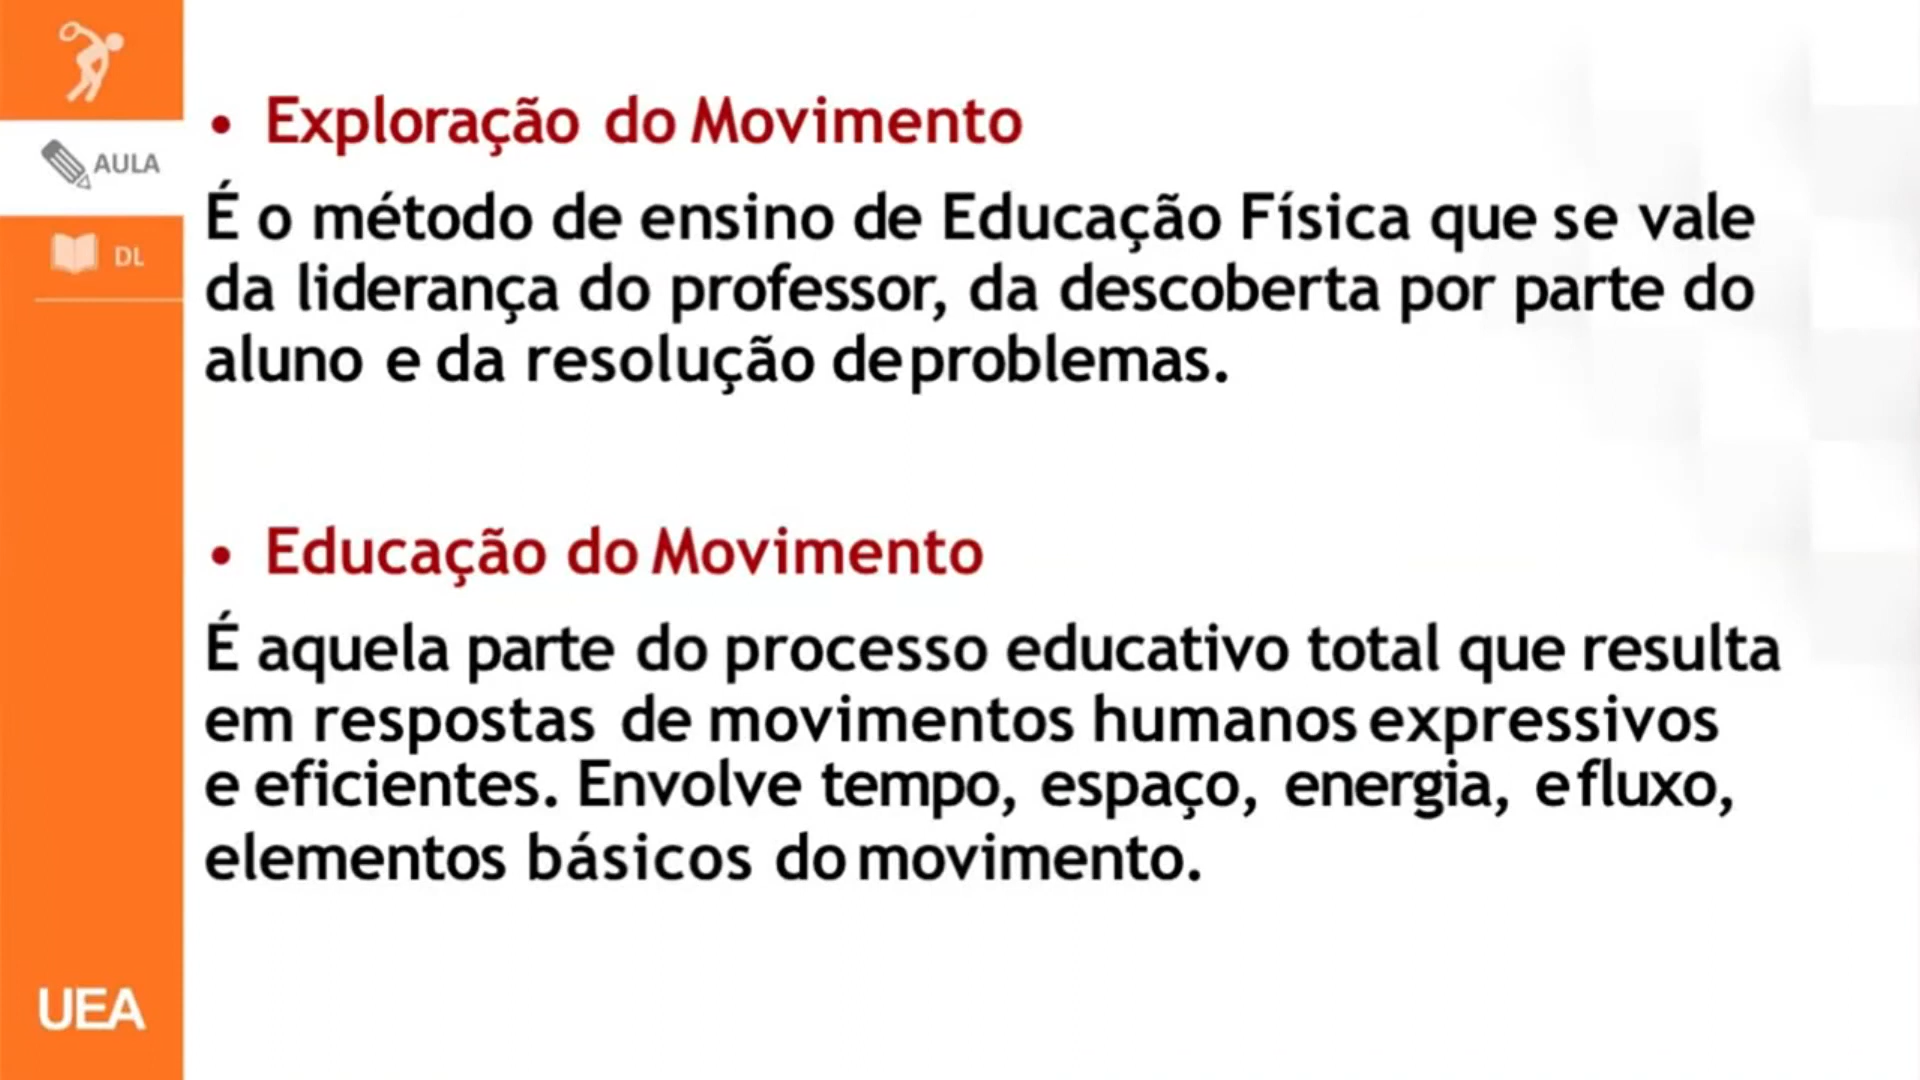 AULA
DL
UEA
• Exploração do Movimento
É o método de ensino de Educação Física que se vale
da liderança do professor, da descoberta por parte do
aluno e da resolução de problemas.
• Educação do Movimento
É aquela parte do processo educativo total que resulta
em respostas de movimentos humanos expressivos
e eficientes. Envolve tempo, espaço, energia, e fluxo,
elementos básicos do movimento.